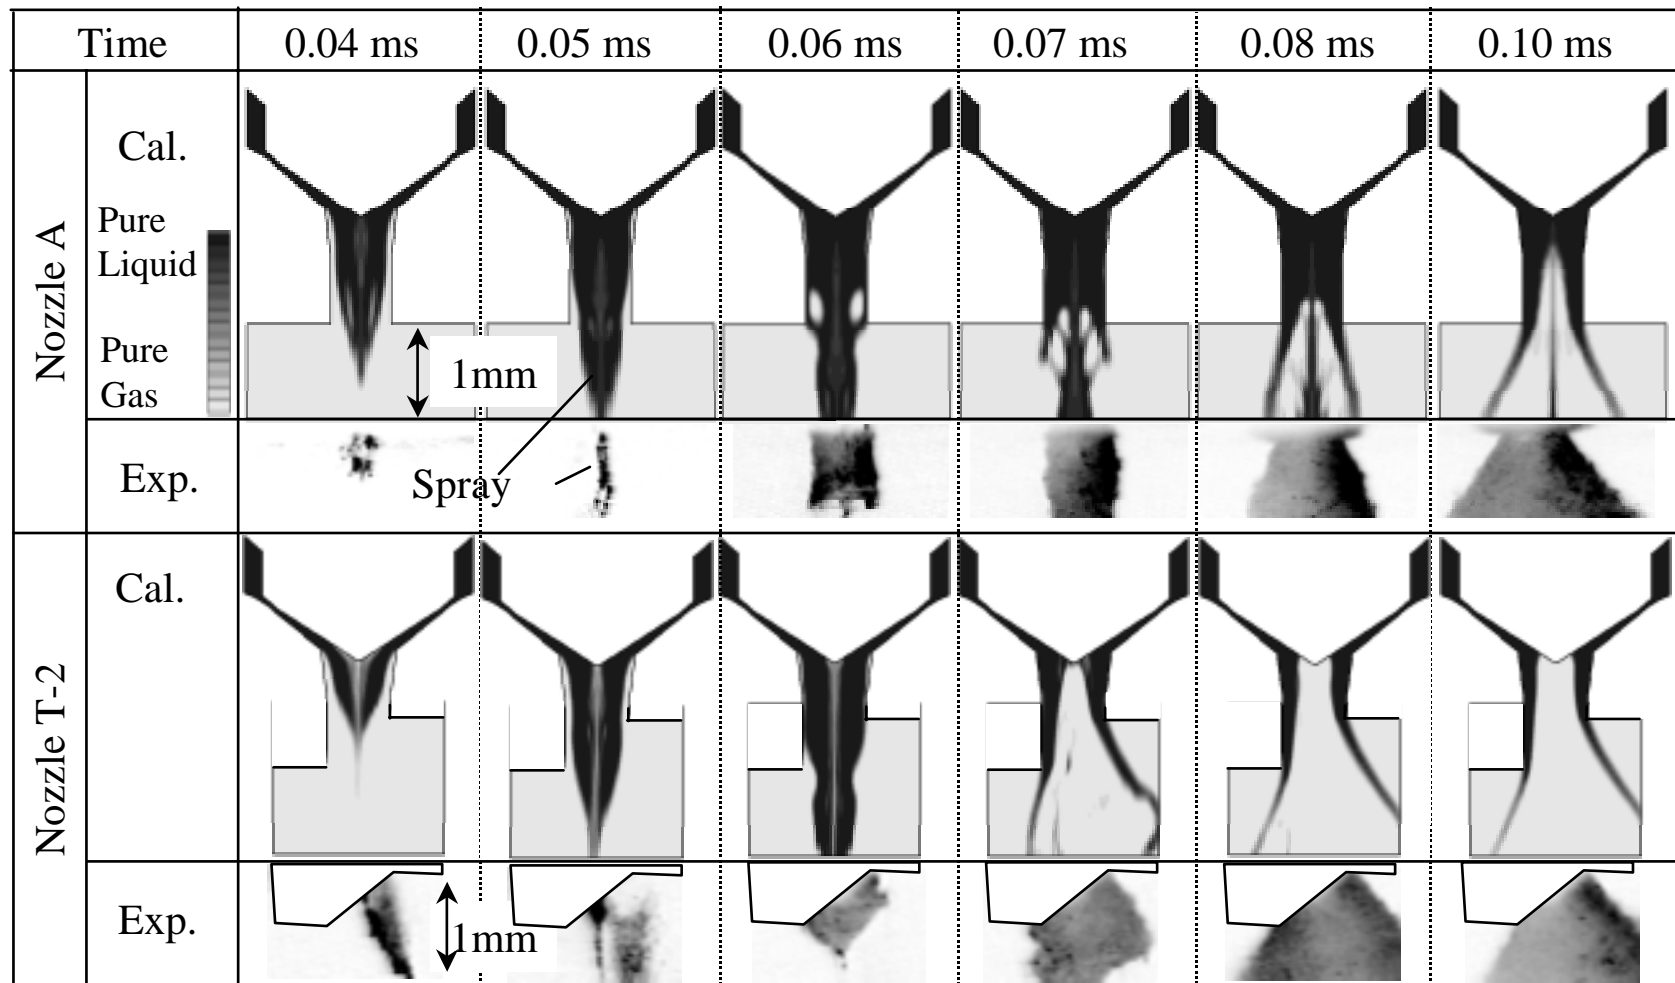 Time 0.04 ms 0.05 ms 0.06 ms 0.07 ms 0.08 ms 0.10 ms
Nozzle A
Cal.
Pure
Liquid
Pure
Gas
1mm
Exp.
Spray
Nozzle T-2
Cal.
Exp.
1mm